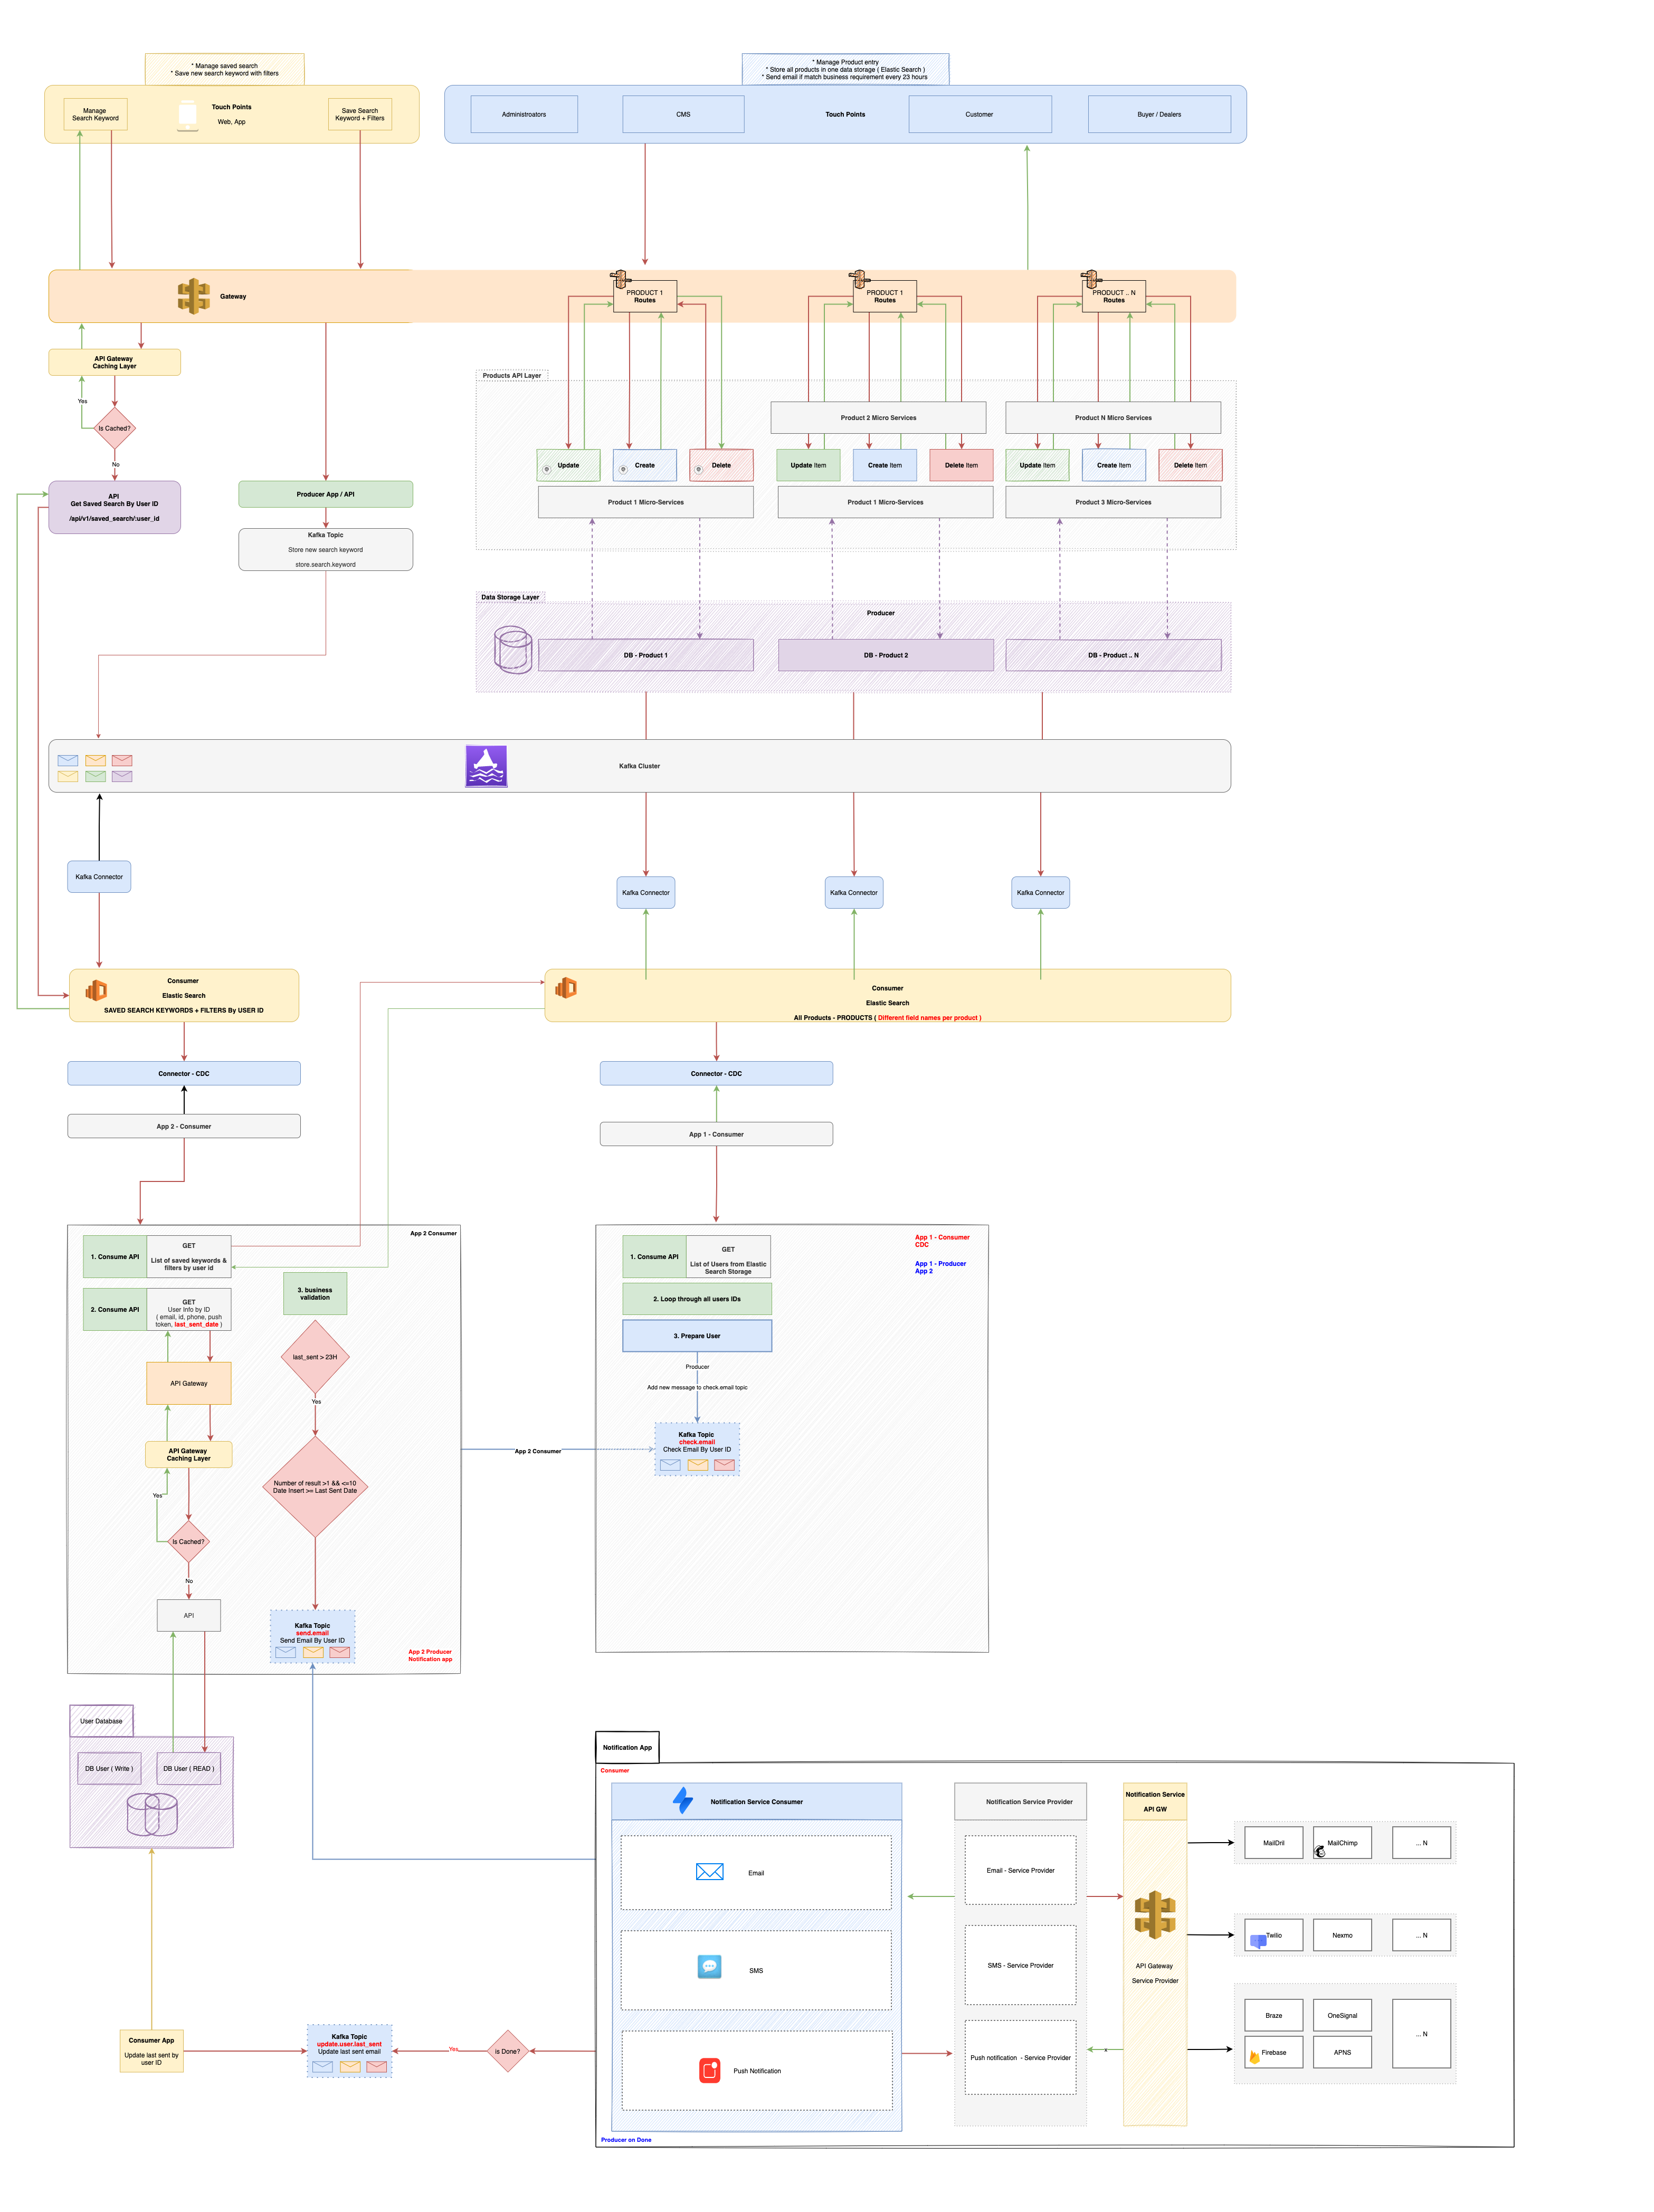 * Manage saved search
* Save new search keyword with filters
* Manage Product entry
* Store all products in one data storage ( Elastic Search )
* Send email if match business requirement every 23 hours
Manage
Search Keyword
Touch Points
Web, App
Save Search
Keyword + Filters
Administroators
CMS
Touch Points
Customer
Buyer / Dealers
Gateway
PRODUCT 1
Routes
PRODUCT 1
Routes
PRODUCT .. N
Routes
API Gateway
Caching Layer
Yes
Is Cached?
No
API
Get Saved Search By User ID
/api/v1/saved_search/:user_id
Producer App / API
Kafka Topic
Store new search keyword
store.search.keyword
Products API Layer
Product 2 Micro Services
Product N Micro Services
Update
Create
Delete
Update Item
Create Item
Delete Item
Update Item
Create Item
Delete Item
Product 1 Micro-Services
Product 1 Micro-Services
Product 3 Micro-Services
Data Storage Layer
Producer
DB - Product 1
DB - Product 2
DB - Product .. N
Kafka Cluster
Kafka Connector
Kafka Connector
Kafka Connector
Kafka Connector
Consumer
Elastic Search
SAVED SEARCH KEYWORDS + FILTERS By USER ID
Consumer
Elastic Search
All Products - PRODUCTS ( Different field names per product )
Connector - CDC
Connector - CDC
App 2 - Consumer
App 1 - Consumer
App 2 Consumer
1. Consume API
GET
List of saved keywords &
filters by user id
2. Consume API
GET
User Info by ID
( email, id, phone, push
token, last_sent_date )
3. business
validation
last_sent > 23H
Yes
Number of result >1 && <=10
Date Insert >= Last Sent Date
API Gateway
API Gateway
Caching Layer
Yes
Is Cached?
No
API
Kafka Topic
send.email
Send Email By User ID
App 2 Producer
Notification app
App 2 Consumer
1. Consume API
GET
List of Users from Elastic
Search Storage
2. Loop through all users IDs
3. Prepare User
Producer
Add new message to check.email topic
Kafka Topic
check.email
Check Email By User ID
App 1 - Consumer
CDC
App 1 - Producer
App 2
User Database
DB User ( Write )
DB User ( READ )
Consumer App
Update last sent by
user ID
Kafka Topic
update.user.last_sent
Update last sent email
Yes
is Done?
Notification App
Consumer
Notification Service Consumer
Email
SMS
Push Notification
Producer on Done
Notification Service Provider
Email - Service Provider
SMS - Service Provider
Push notification - Service Provider
Notification Service
API GW
API Gateway
Service Provider
x
MailDril
MailChimp
... N
Twilio
Nexmo
... N
Braze
OneSignal
Firebase
APNS
... N